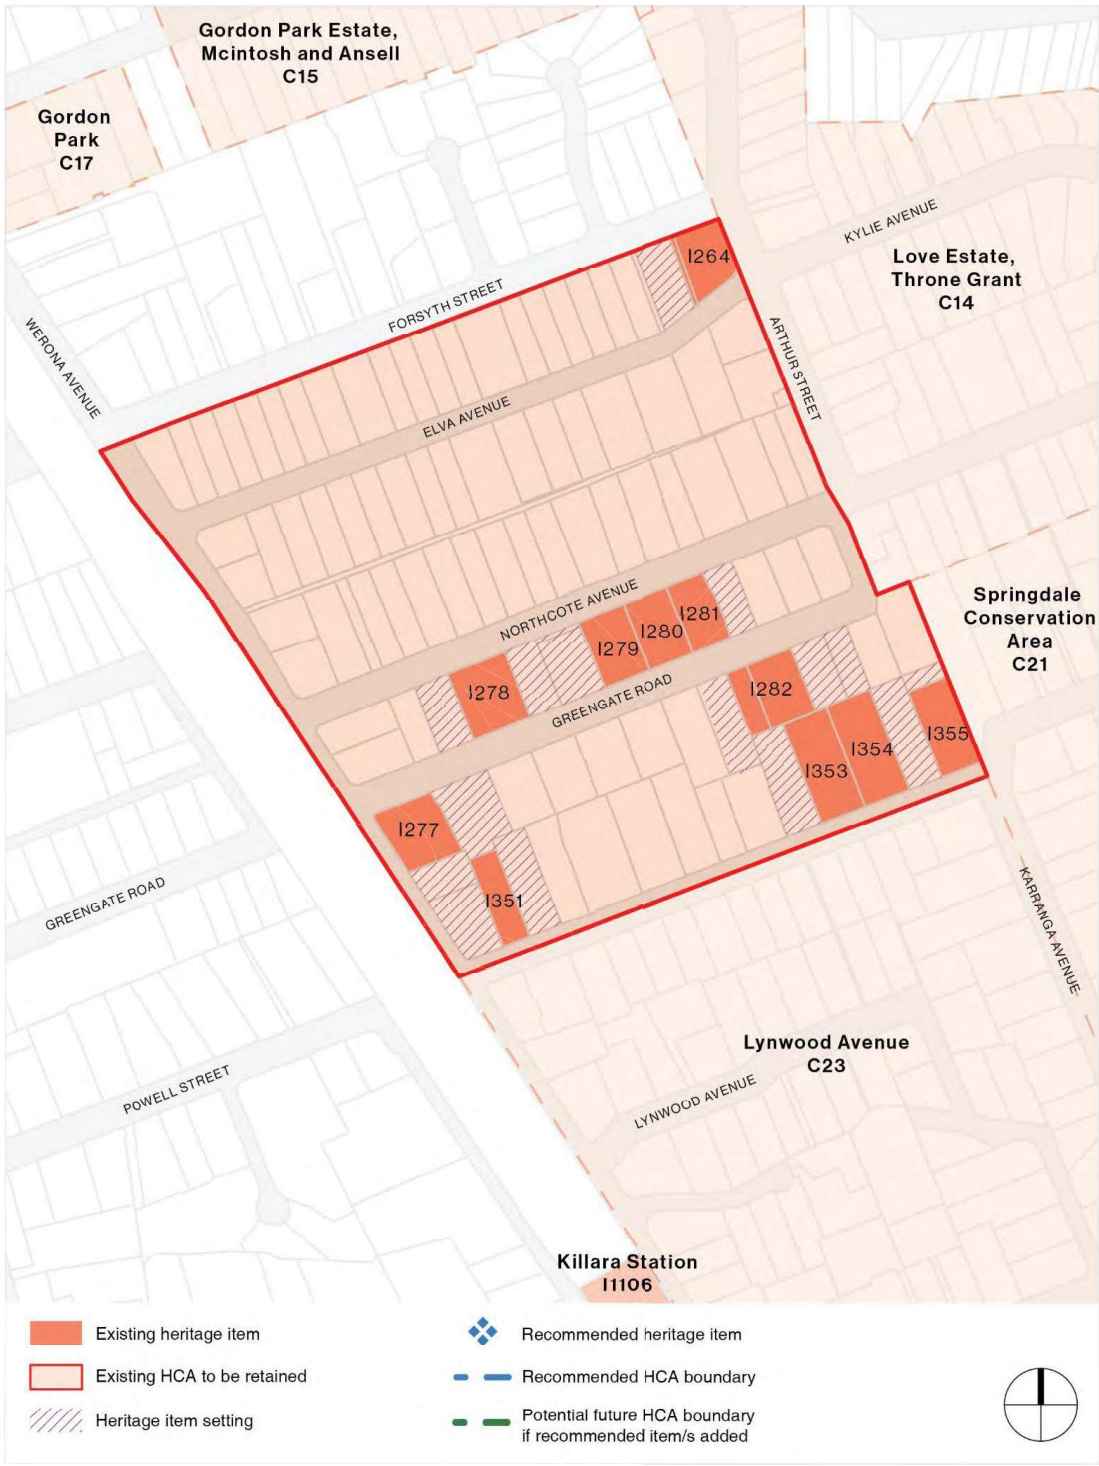 Gordon Park Estate,
Mcintosh and Ansell
C15
Gordon
Park
C17
KYLIE AVENUE
I264
Love Estate,
Throne Grant
C14
FORSYTH STREET
WERONA AVENUE
ARTHUR STREET
ELVA AVENUE
NORTHCOTE AVENUE
Springdale
Conservation
Area
C21
I281
I280
I279
I278
GREENGATE ROAD
I282
I355
I354
I353
I277
I351
GREENGATE ROAD
KARRANGA AVENUE
Lynwood Avenue
C23
POWELL STREET
LYNWOOD AVENUE
Killara Station
I1106
Existing heritage item
Existing HCA to be retained
Heritage item setting
Recommended heritage item
Recommended HCA boundary
Potential future HCA boundary
if recommended item/s added